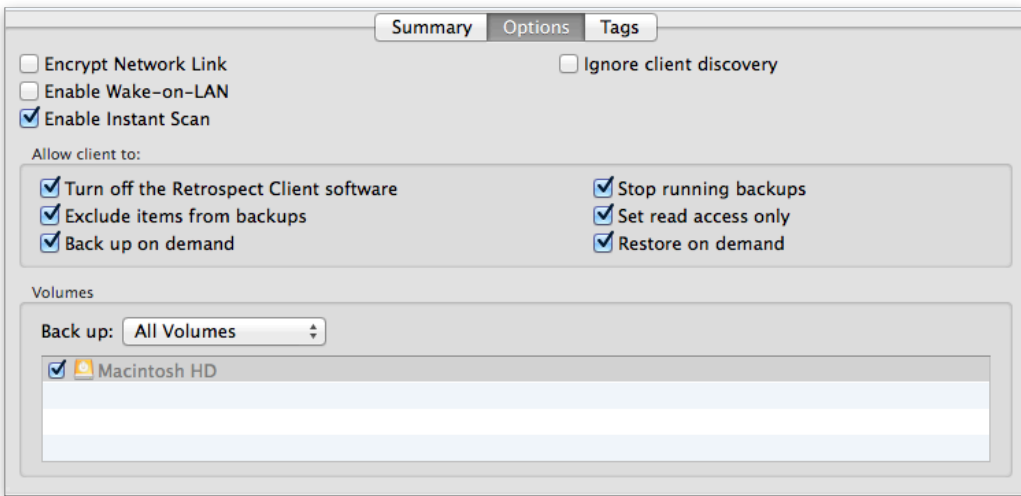 Summary Options Tags
Encrypt Network Link Ignore client discovery
Enable Wake-on-LAN
Enable Instant Scan
Allow client to:
Turn off the Retrospect Client software Stop running backups
Exclude items from backups Set read access only
Back up on demand Restore on demand
Volumes
Back up: All Volumes
Macintosh HD